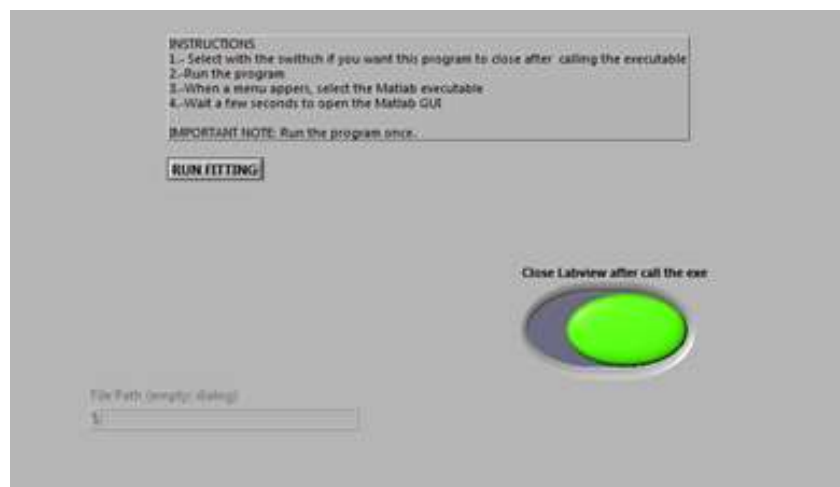 INSTRUCTIONS
1.- Select with the swithch if you want this program to close after calling the executable
2.-Run the program
3.-When a menu appers, select the Matlab executable
4.-Wait a few seconds to open the Matlab GUI
IMPORTANT NOTE: Run the program once.
RUN FITTING
Close Labview after call the exe
File Path (empty: dialog)